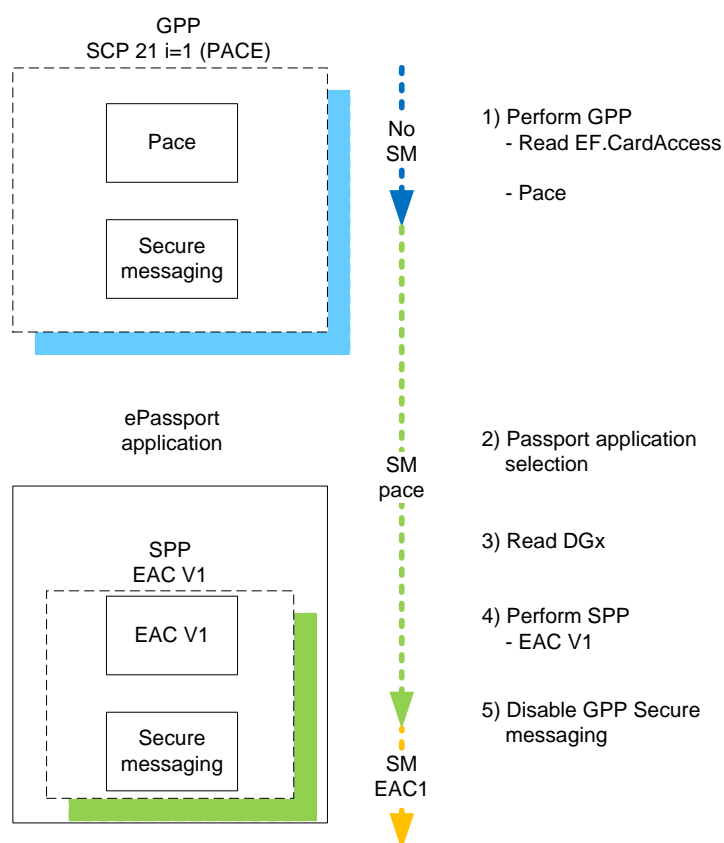 GPP
SCP 21 i=1 (PACE)
Pace
Secure
messaging
No
SM
1) Perform GPP
- Read EF.CardAccess
- Pace
ePassport
application
SM
pace
2) Passport application
selection
3) Read DGx
SPP
EAC V1
EAC V1
Secure
messaging
4) Perform SPP
- EAC V1
5) Disable GPP Secure
messaging
SM
EAC1